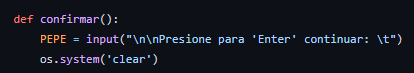 def confirmar():
    PEPE = input("\n\nPresione para 'Enter' continuar: \t")
    os.system('clear')